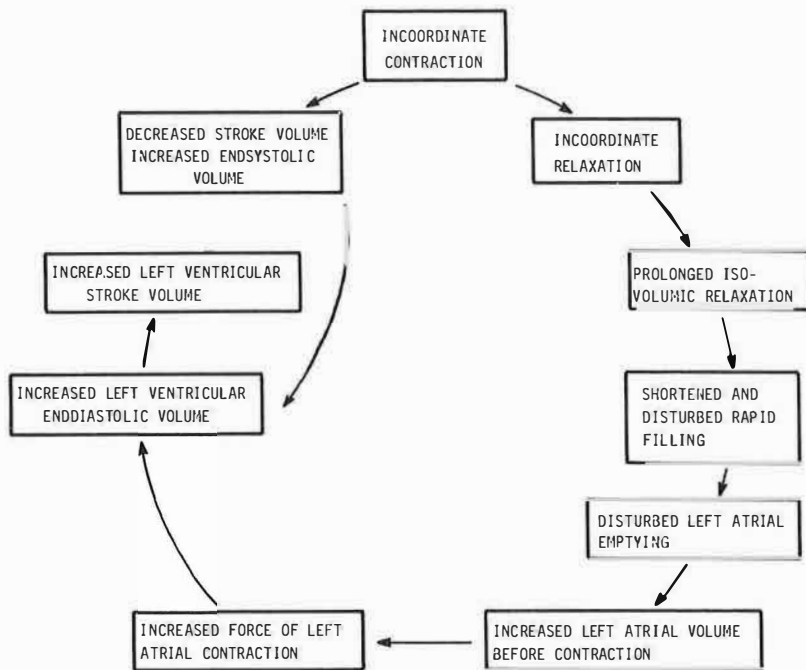 INCOORDINATE
CONTRACTION
DECREASED STROKE VOLUME
INCREASED ENDSYSTOLIC
VOLUME
INCOORDINATE
RELAXATION
INCREASED LEFT VENTRICULAR
STROKE VOLUME
PROLONGED ISO-
VOLUMIC RELAXATION
INCREASED LEFT VENTRICULAR
ENDDIASTOLIC VOLUME
SHORTENED AND
DISTURBED RAPID
FILLING
DISTURBED LEFT ATRIAL
EMPTYING
INCREASED FORCE OF LEFT
ATRIAL CONTRACTION
INCREASED LEFT ATRIAL VOLUME
BEFORE CONTRACTION